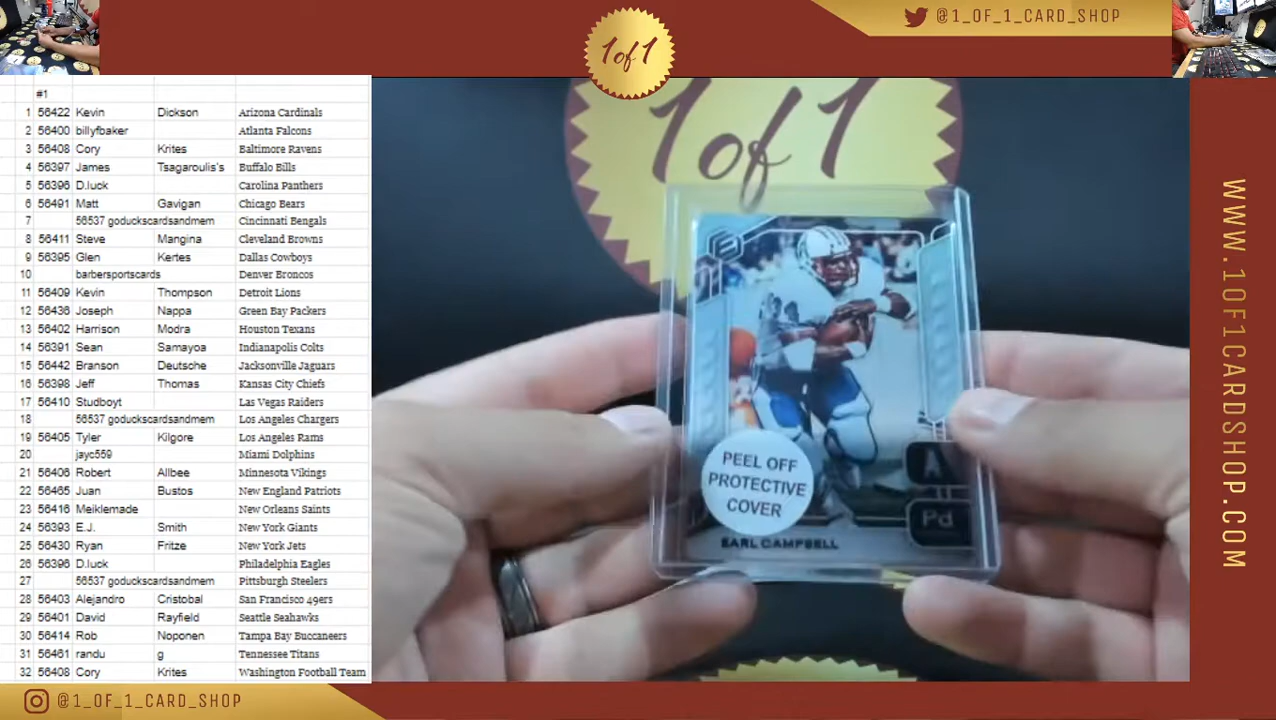 1of1
@1_OF_1_CARD_SHOP
#1
1 56422 Kevin Dickson Arizona Cardinals
2 56400 billyfbaker Atlanta Falcons
3 56408 Cory Krites Baltimore Ravens
4 56397 James Tsagaroulis's Buffalo Bills
5 56396 D.luck Carolina Panthers
6 56491 Matt Gavigan Chicago Bears
7 56537 goduckscardsandmem Cincinnati Bengals
8 56411 Steve Mangina Cleveland Browns
9 56395 Glen Kertes Dallas Cowboys
10 barbersportscards Denver Broncos
11 56409 Kevin Thompson Detroit Lions
12 56436 Joseph Nappa Green Bay Packers
13 56402 Harrison Modra Houston Texans
14 56391 Sean Samayoa Indianapolis Colts
15 56442 Branson Deutsche Jacksonville Jaguars
16 56398 Jeff Thomas Kansas City Chiefs
17 56410 Studboyt Las Vegas Raiders
18 56537 goduckscardsandmem Los Angeles Chargers
19 56405 Tyler Kilgore Los Angeles Rams
20 jayc559 Miami Dolphins
21 56406 Robert Allbee Minnesota Vikings
22 56465 Juan Bustos New England Patriots
23 56416 Meiklemade New Orleans Saints
24 56393 E.J. Smith New York Giants
25 56430 Ryan Fritze New York Jets
26 56396 D.luck Philadelphia Eagles
27 56537 goduckscardsandmem Pittsburgh Steelers
28 56403 Alejandro Cristobal San Francisco 49ers
29 56401 David Rayfield Seattle Seahawks
30 56414 Rob Noponen Tampa Bay Buccaneers
31 56461 randu g Tennessee Titans
32 56408 Cory Krites Washington Football Team
1of1
PEEL OFF
PROTECTIVE
COVER
Pd
EARL CAMPBELL
WWW.1OF1CARDSHOP.COM
@1_OF_1_CARD_SHOP